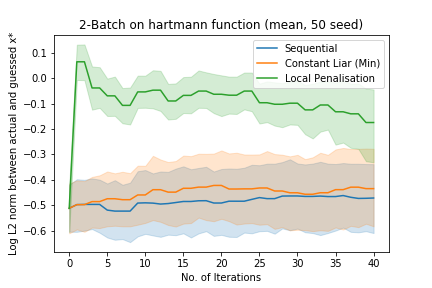 2-Batch on hartmann function (mean, 50 seed)
Log L2 norm between actual and guessed x*
0.1
0.0
−0.1
−0.2
−0.3
−0.4
−0.5
−0.6
Sequential
Constant Liar (Min)
Local Penalisation
0 5 10 15 20 25 30 35 40
No. of Iterations